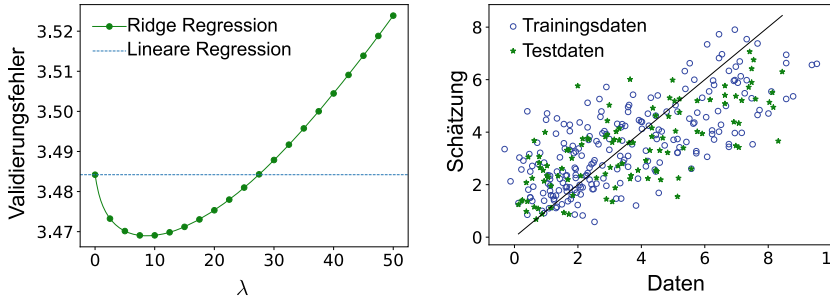 3.52
3.51
3.50
3.49
3.48
3.47
Validierungsfehler
Ridge Regression
Lineare Regression
0 10 20 30 40 50
λ
8
6
4
2
0
Schätzung
Trainingsdaten
Testdaten
0 2 4 6 8
Daten